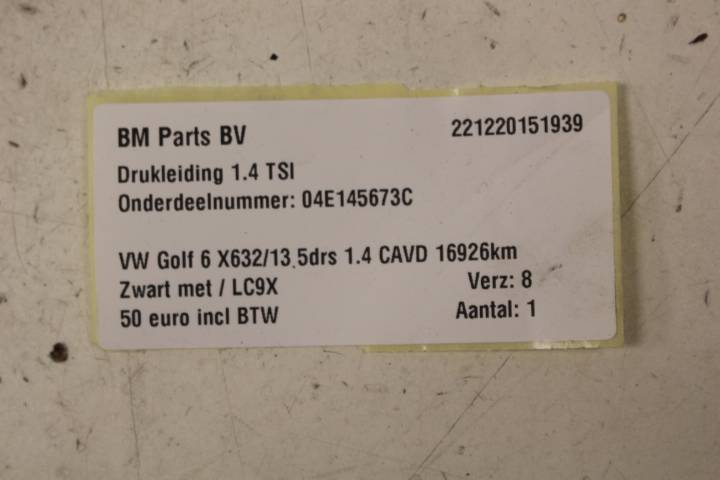 BM Parts BV 221220151939
Drukleiding 1.4 TSI
Onderdeelnummer: 04E145673C
VW Golf 6 X632/13,5drs 1.4 CAVD 16926km
Zwart met / LC9X Verz: 8
50 euro incl BTW Aantal: 1